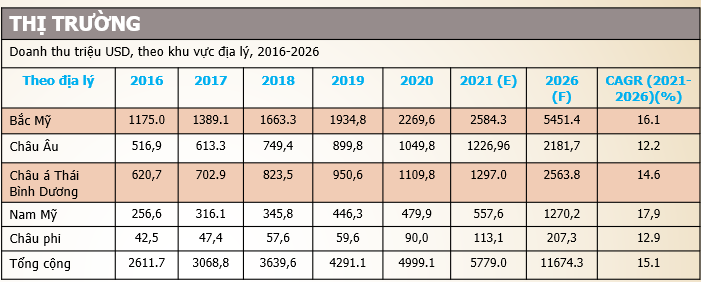 THỊ TRƯỜNG
Doanh thu triệu USD, theo khu vực địa lý, 2016-2026
Theo địa lý 2016 2017 2018 2019 2020 2021 (E) 2026 (F) CAGR (2021-2026)(%)
Bắc Mỹ 1175.0 1389.1 1663.3 1934,8 2269,6 2584.3 5451.4 16.1
Châu Âu 516,9 613.3 749,4 899,8 1049,8 1226,96 2181,7 12.2
Châu á Thái Bình Dương 620,7 702.9 823,5 950,6 1109,8 1297.0 2563.8 14.6
Nam Mỹ 256,6 316.1 345,8 446,3 479,9 557,6 1270,2 17,9
Châu phi 42,5 47,4 57,6 59,6 90,0 113,1 207,3 12.9
Tổng cộng 2611.7 3068,8 3639,6 4291.1 4999.1 5779.0 11674.3 15.1